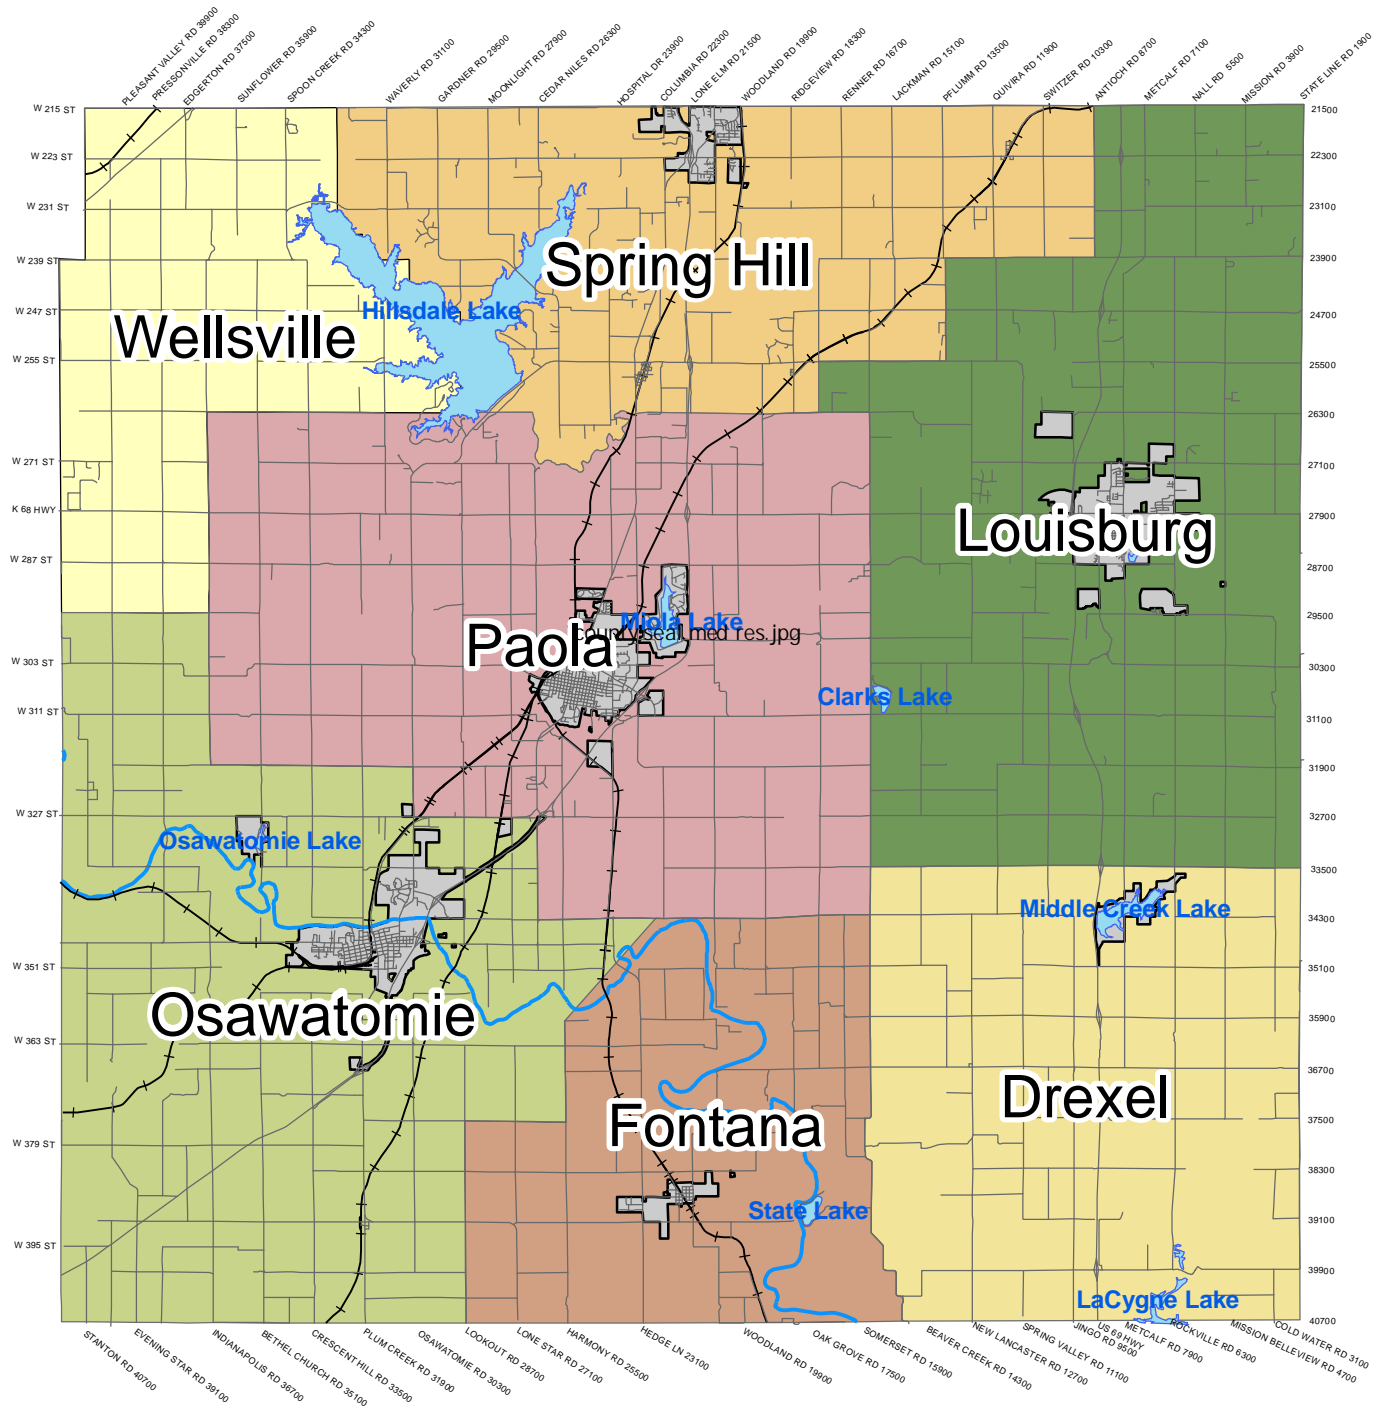 PLEASANT VALLEY RD 39900
PRESSONVILLE RD 38300
EDGERTON RD 37500
SUNFLOWER RD 35900
SPOON CREEK RD 34300
WAVERLY RD 31100
GARDNER RD 29500
MOONLIGHT RD 27900
CEDAR NILES RD 26300
HOSPITAL DR 23900
COLUMBIA RD 22300
LONE ELM RD 21500
WOODLAND RD 19900
RIDGEVIEW RD 18300
RENNER RD 16700
LACKMAN RD 15100
PFLUMM RD 13500
QUIVIRA RD 11900
SWITZER RD 10300
ANTIOCH RD 8700
METCALF RD 7100
NALL RD 5500
MISSION RD 3900
STATE LINE RD 1900
W 215 ST
W 223 ST
W 231 ST
W 239 ST
W 247 ST
W 255 ST
W 271 ST
K 68 HWY
W 287 ST
W 303 ST
W 311 ST
W 327 ST
W 351 ST
W 363 ST
W 379 ST
W 395 ST
21500
22300
23100
23900
24700
25500
26300
27100
27900
28700
29500
30300
31100
31900
32700
33500
34300
35100
35900
36700
37500
38300
39100
39900
40700
Spring Hill
Hillsdale Lake
Wellsville
Louisburg
Miola Lake
county seal med res.jpg
Paola
Clarks Lake
Osawatomie Lake
Middle Creek Lake
Osawatomie
Drexel
Fontana
State Lake
LaCygne Lake
STANTON RD 40700
EVENING STAR RD 39100
INDIANAPOLIS RD 36700
BETHEL CHURCH RD 35100
CRESCENT HILL RD 33500
PLUM CREEK RD 31900
OSAWATOMIE RD 30300
LOOKOUT RD 28700
LONE STAR RD 27100
HARMONY RD 25500
HEDGE LN 23100
WOODLAND RD 19900
OAK GROVE RD 17500
SOMERSET RD 15900
BEAVER CREEK RD 14300
NEW LANCASTER RD 12700
SPRING VALLEY RD 11100
JINGO RD 9500
US 69 HWY
METCALF RD 7900
ROCKVILLE RD 6300
MISSION BELLEVIEW RD 4700
COLD WATER RD 3100